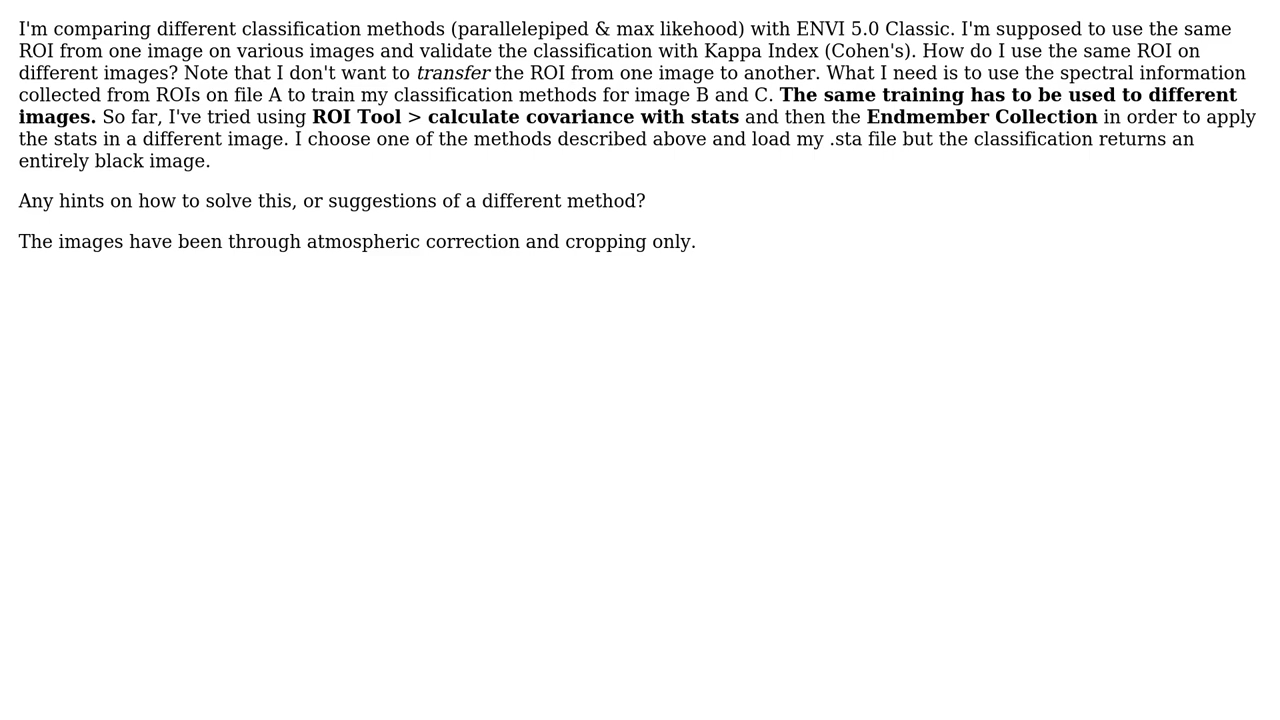 I'm comparing different classification methods (parallelepiped & max likehood) with ENVI 5.0 Classic. I'm supposed to use the same
ROI from one image on various images and validate the classification with Kappa Index (Cohen's). How do I use the same ROI on
different images? Note that I don't want to transfer the ROI from one image to another. What I need is to use the spectral information
collected from ROIs on file A to train my classification methods for image B and C. The same training has to be used to different
images. So far, I've tried using ROI Tool > calculate covariance with stats and then the Endmember Collection in order to apply
the stats in a different image. I choose one of the methods described above and load my .sta file but the classification returns an
entirely black image.
Any hints on how to solve this, or suggestions of a different method?
The images have been through atmospheric correction and cropping only.